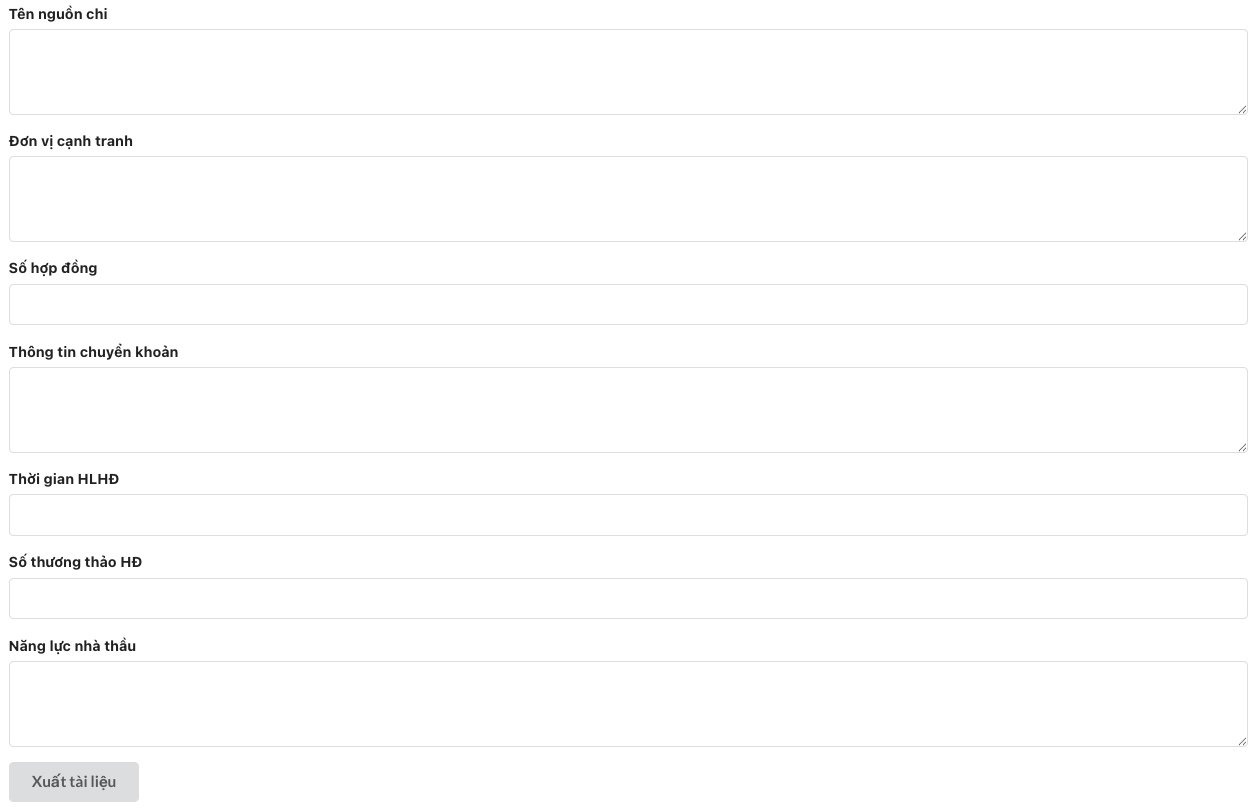 Tên nguồn chi
Đơn vị cạnh tranh
Số hợp đồng
Thông tin chuyển khoản
Thời gian HLHĐ
Số thương thảo HĐ
Năng lực nhà thầu
Xuất tài liệu